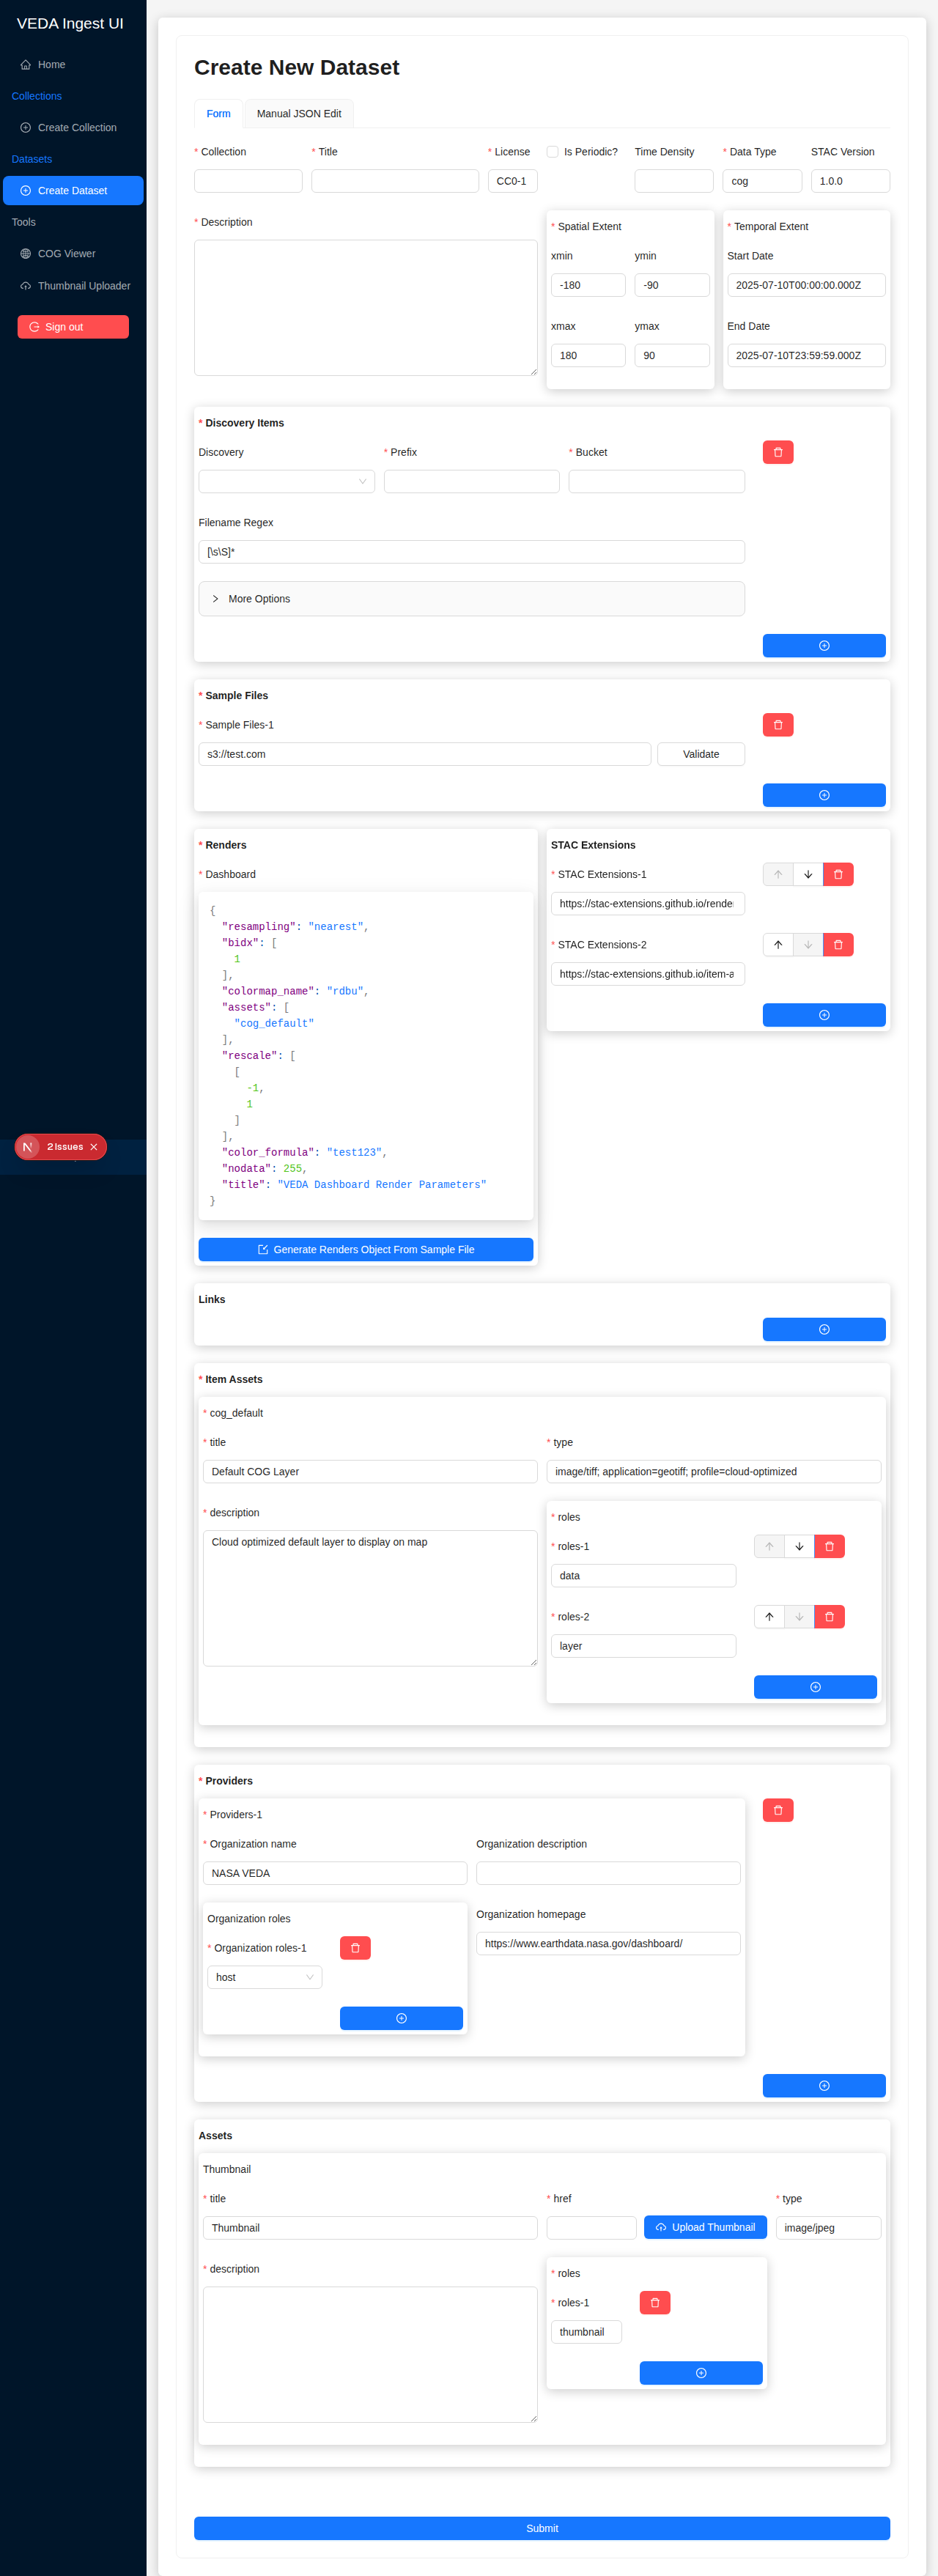 VEDA Ingest UI
Home
Collections
Create Collection
Datasets
Create Dataset
Tools
COG Viewer
Thumbnail Uploader
Sign out
2 Issues
Create New Dataset
Form
Manual JSON Edit
* Collection
* Title
* License
Is Periodic?
Time Density
* Data Type
STAC Version
CC0-1
cog
1.0.0
* Description
* Spatial Extent
xmin
ymin
-180
-90
xmax
ymax
180
90
* Temporal Extent
Start Date
2025-07-10T00:00:00.000Z
End Date
2025-07-10T23:59:59.000Z
* Discovery Items
Discovery
* Prefix
* Bucket
Filename Regex
[\s\S]*
More Options
* Sample Files
* Sample Files-1
s3://test.com
Validate
* Renders
* Dashboard
{
"resampling": "nearest",
"bidx": [
1
],
"colormap_name": "rdbu",
"assets": [
"cog_default"
],
"rescale": [
[
-1,
1
]
],
"color_formula": "test123",
"nodata": 255,
"title": "VEDA Dashboard Render Parameters"
}
Generate Renders Object From Sample File
STAC Extensions
* STAC Extensions-1
https://stac-extensions.github.io/render
* STAC Extensions-2
https://stac-extensions.github.io/item-a
Links
* Item Assets
* cog_default
* title
* type
Default COG Layer
image/tiff; application=geotiff; profile=cloud-optimized
* description
Cloud optimized default layer to display on map
* roles
* roles-1
data
* roles-2
layer
* Providers
* Providers-1
* Organization name
Organization description
NASA VEDA
Organization roles
* Organization roles-1
host
Organization homepage
https://www.earthdata.nasa.gov/dashboard/
Assets
Thumbnail
* title
* href
* type
Thumbnail
Upload Thumbnail
image/jpeg
* description
* roles
* roles-1
thumbnail
Submit